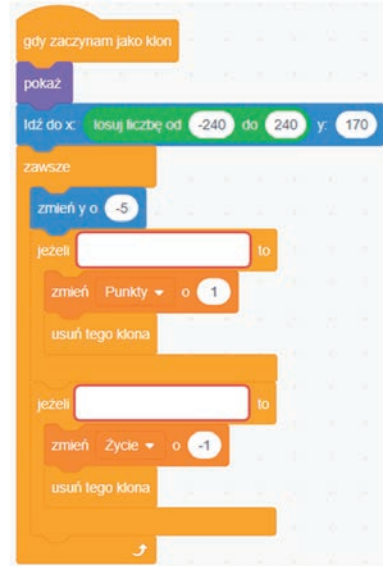 gdy zaczynam jako klon
pokaż
Idź do x: losuj liczbę od -240 do 240 y: 170
zawsze
zmień y o -5
jeżeli to
zmień Punkty o 1
usuń tego klona
jeżeli to
zmień Życie o -1
usuń tego klona